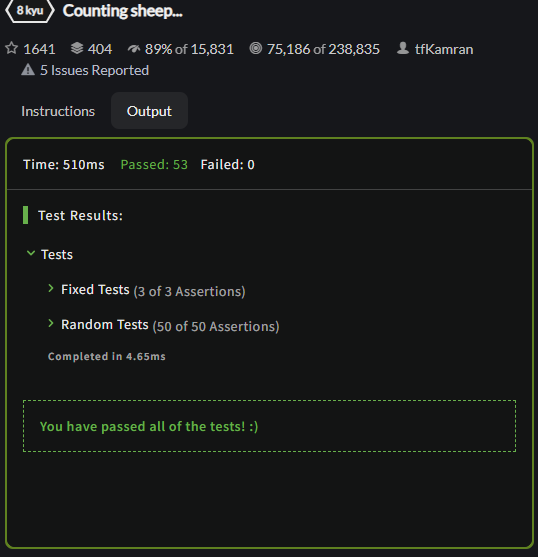 8 kyu Counting sheep...
1641 404 89% of 15,831 75,186 of 238,835 tfKamran
5 Issues Reported
Instructions Output
Time: 510ms Passed: 53 Failed: 0
Test Results:
Tests
Fixed Tests (3 of 3 Assertions)
Random Tests (50 of 50 Assertions)
Completed in 4.65ms
You have passed all of the tests! :)